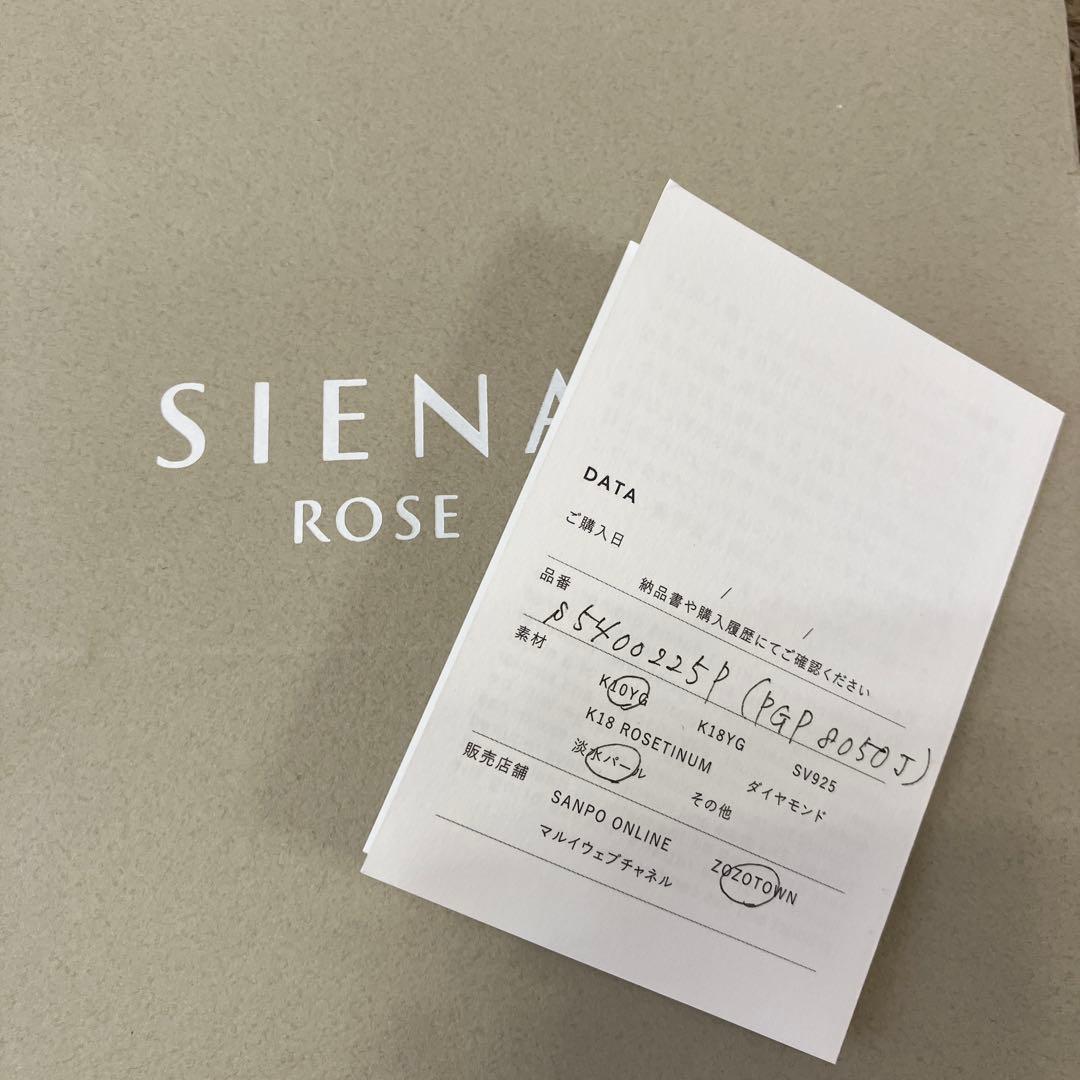 SIENA
ROSE
DATA
ご購入日
納品書や購入履歴にてご確認ください
品番
S5400225P (PGP8050J)
素材
K10YG K18YG SV925
K18 ROSETINUM ダイヤモンド
淡水パール その他
販売店舗
SANPO ONLINE ZOZOTOWN
マルイウェブチャネル